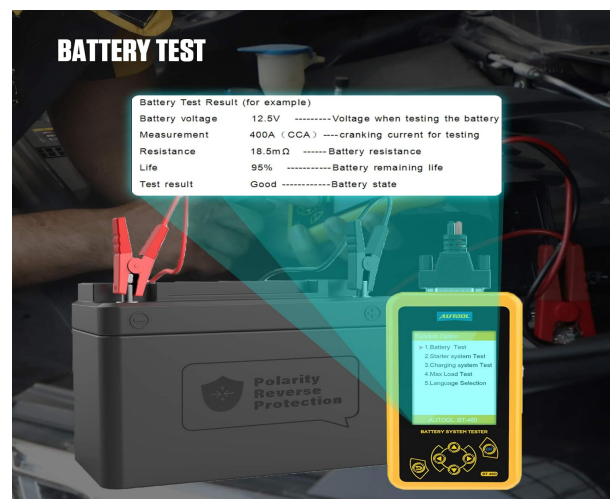 BATTERY TEST
Battery Test Result (for example)
Battery voltage 12.5V ---------Voltage when testing the battery
Measurement 400A (CCA) ----cranking current for testing
Resistance 18.5mΩ ------Battery resistance
Life 95% -----------Battery remaining life
Test result Good -----------Battery state
Polarity
Reverse
Protection
AUTOOL
1.Battery Test
2.Starter system Test
3.Charging system Test
4.Max Load Test
5.Language Selection
AUTOOL BT-460
BATTERY SYSTEM TESTER